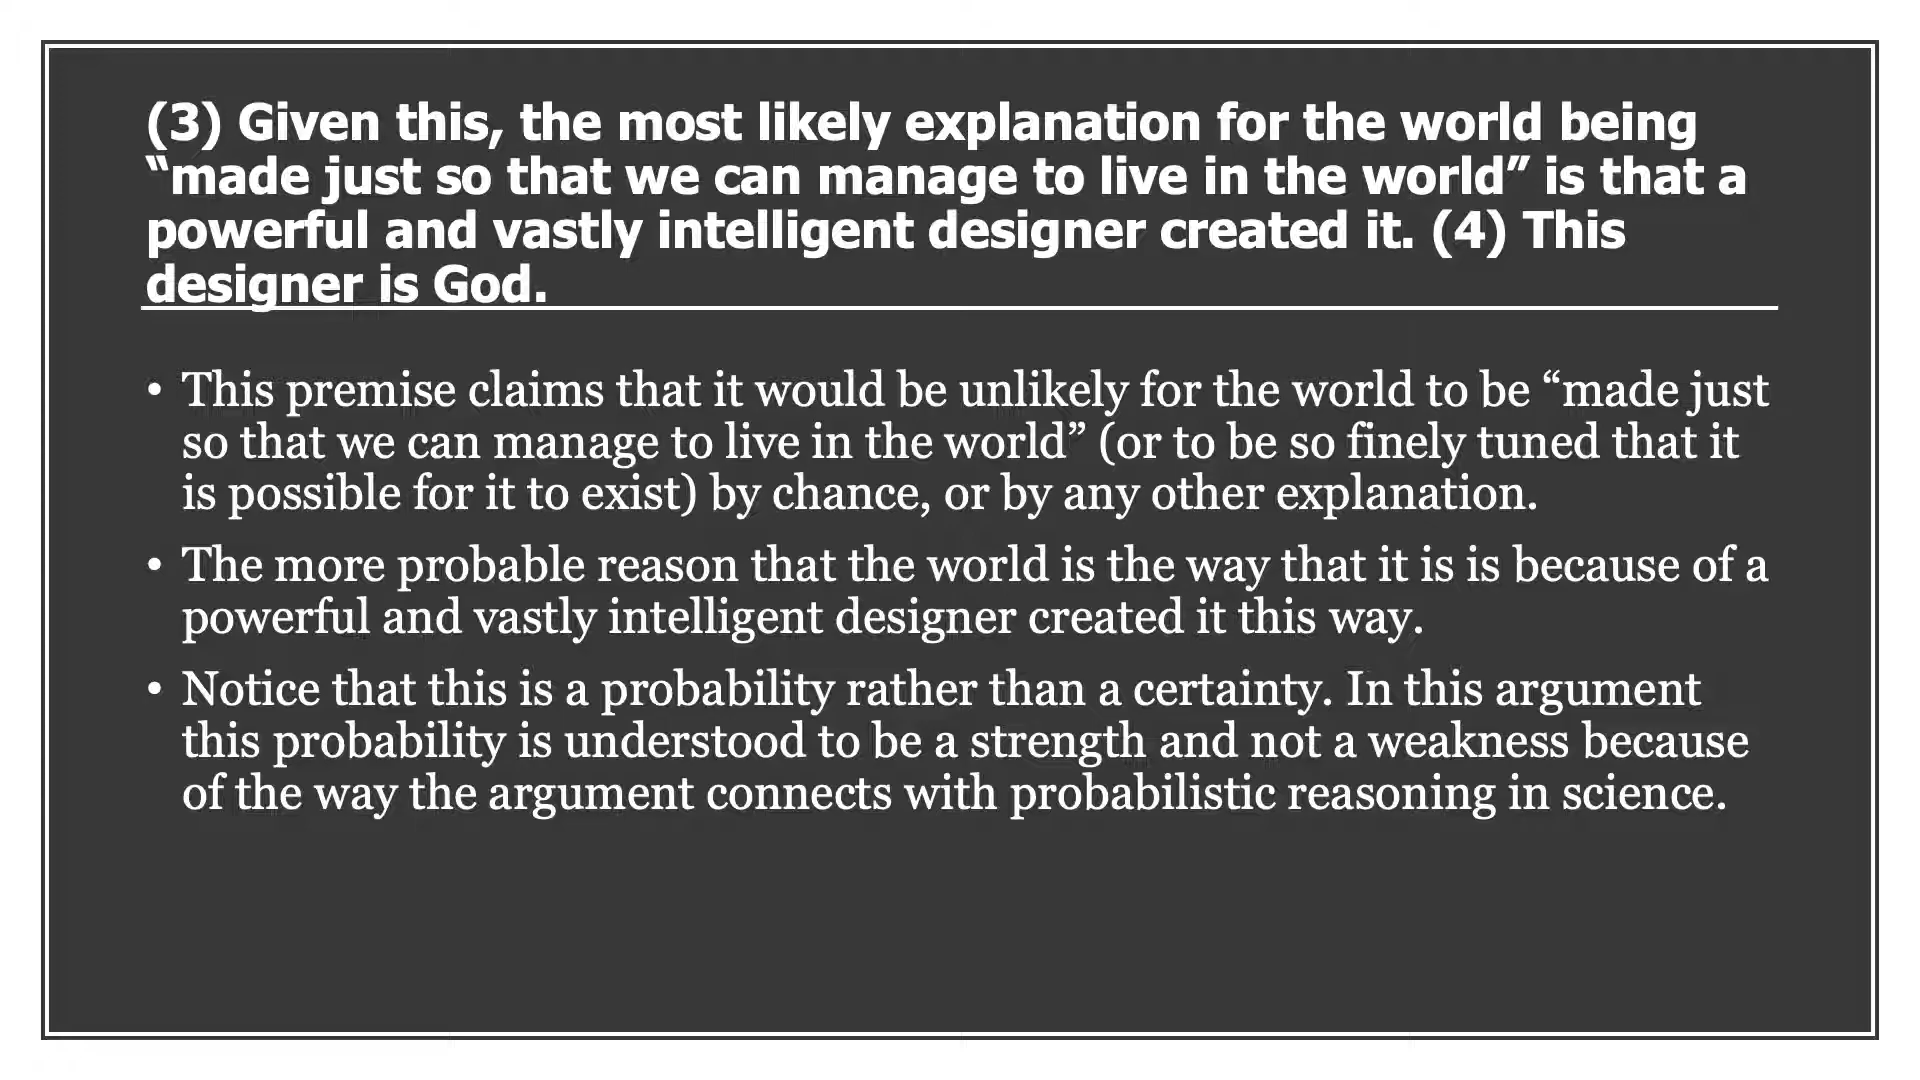 (3) Given this, the most likely explanation for the world being
“made just so that we can manage to live in the world” is that a
powerful and vastly intelligent designer created it. (4) This
designer is God.
• This premise claims that it would be unlikely for the world to be “made just
so that we can manage to live in the world” (or to be so finely tuned that it
is possible for it to exist) by chance, or by any other explanation.
• The more probable reason that the world is the way that it is is because of a
powerful and vastly intelligent designer created it this way.
• Notice that this is a probability rather than a certainty. In this argument
this probability is understood to be a strength and not a weakness because
of the way the argument connects with probabilistic reasoning in science.